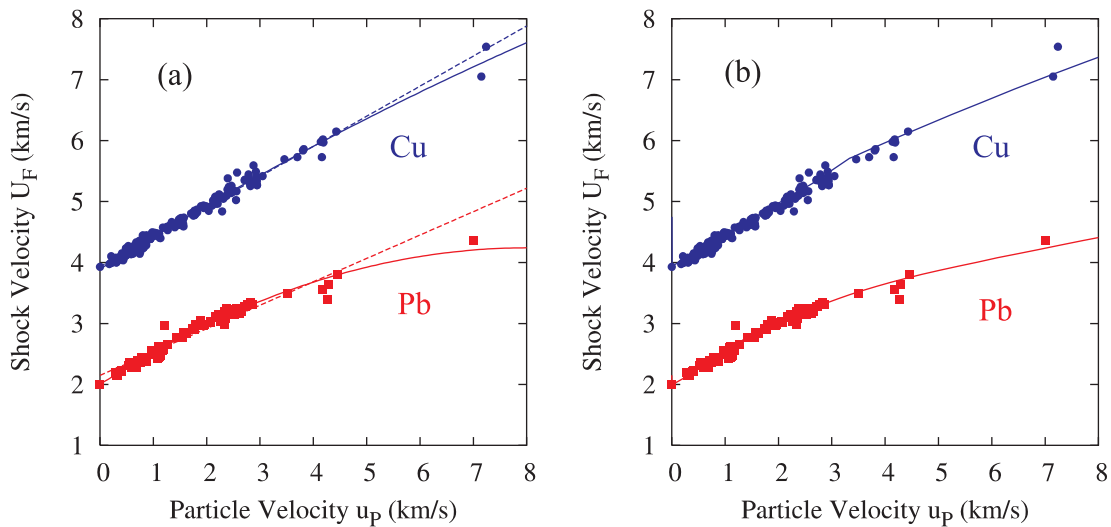 8
7
6
5
4
3
2
1
Shock Velocity U_F (km/s)
(a)
Cu
Pb
0 1 2 3 4 5 6 7 8
Particle Velocity u_P (km/s)
8
7
6
5
4
3
2
1
Shock Velocity U_F (km/s)
(b)
Cu
Pb
0 1 2 3 4 5 6 7 8
Particle Velocity u_P (km/s)